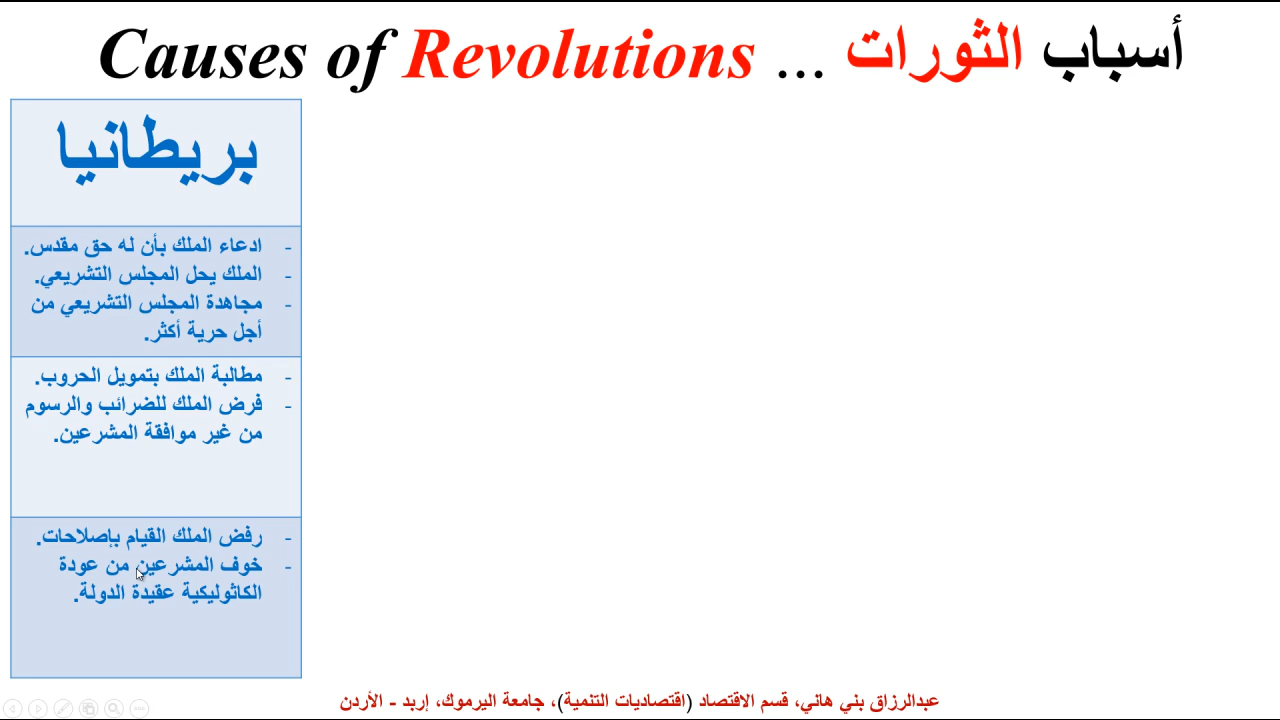 أسباب الثورات ... Causes of Revolutions
بريطانيا
- ادعاء الملك بأن له حق مقدس.
- الملك يحل المجلس التشريعي.
- مجاهدة المجلس التشريعي من
أجل حرية أكثر.
- مطالبة الملك بتمويل الحروب.
- فرض الملك للضرائب والرسوم
من غير موافقة المشرعين.
- رفض الملك القيام بإصلاحات.
- خوف المشرعين من عودة
الكاثوليكية عقيدة الدولة.
عبدالرزاق بني هاني، قسم الاقتصاد (اقتصاديات التنمية)، جامعة اليرموك، إربد - الأردن